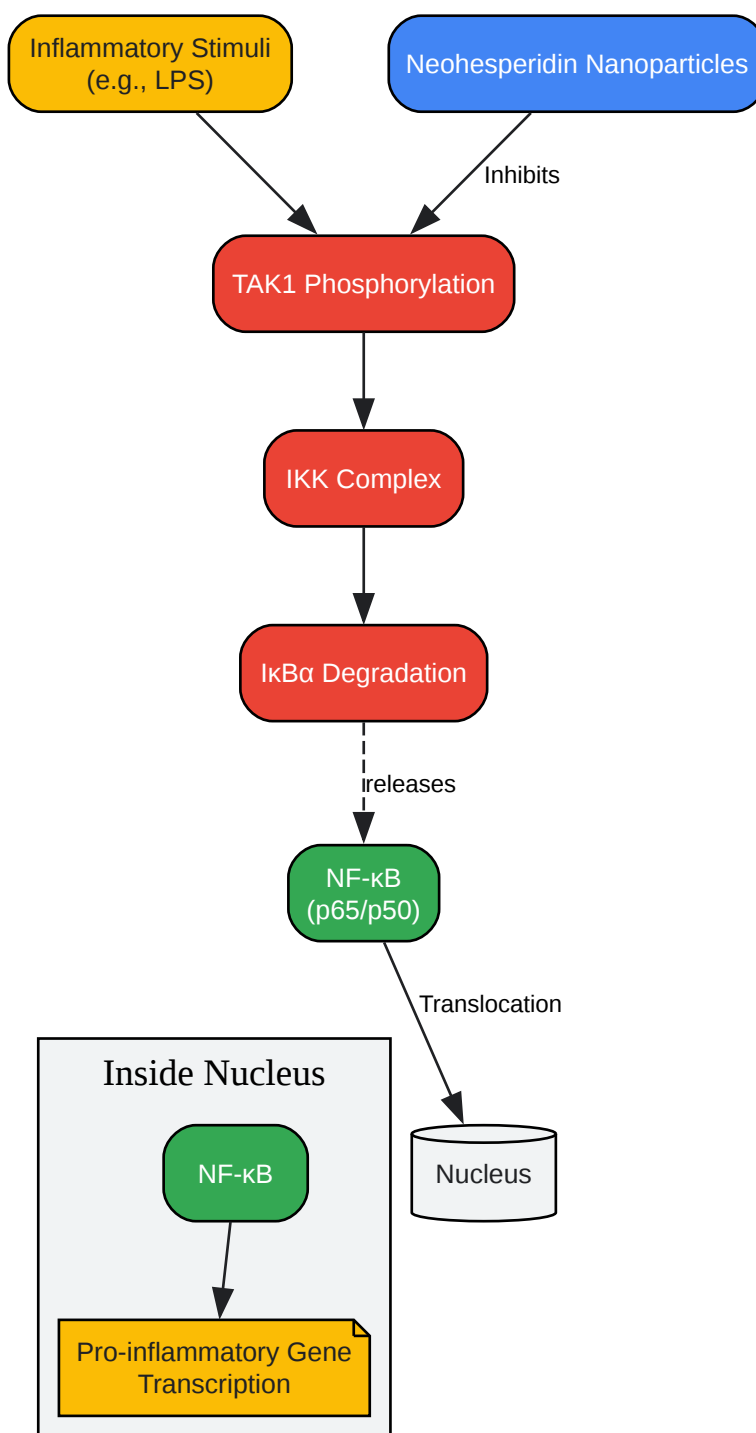 Inflammatory Stimuli
(e.g., LPS)
Neohesperidin Nanoparticles
Inhibits
TAK1 Phosphorylation
IKK Complex
IκBα Degradation
releases
NF-κB
(p65/p50)
Translocation
Inside Nucleus
NF-κB
Nucleus
Pro-inflammatory Gene
Transcription